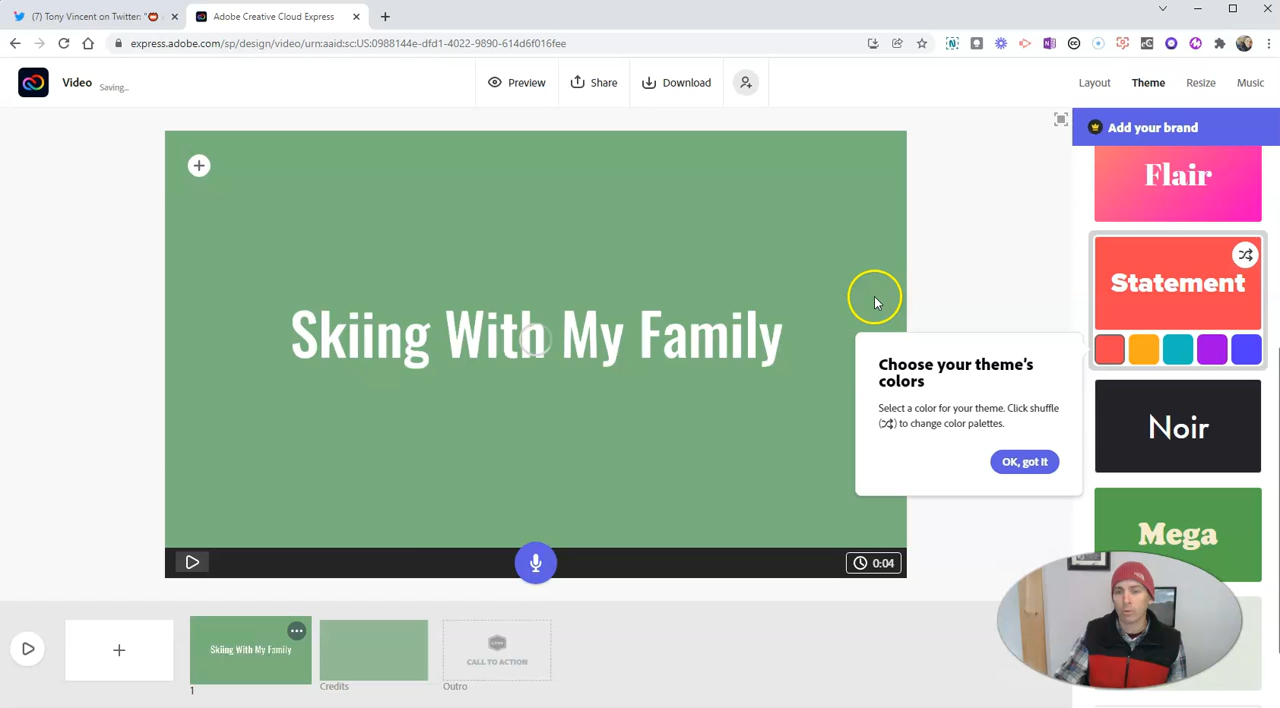 (7) Tony Vincent on Twitter: "
Adobe Creative Cloud Express
express.adobe.com/sp/design/video/urn:aaid:sc:US:0988144e-dfd1-4022-9890-614d6f016fee
Video
Saving...
Preview
Share
Download
Layout
Theme
Resize
Music
Add your brand
Flair
Statement
Skiing With My Family
Choose your theme's
colors
Select a color for your theme. Click shuffle
( ) to change color palettes.
OK, got it
Noir
Mega
0:04
Skiing With My Family
CALL TO ACTION
1
Credits
Outro